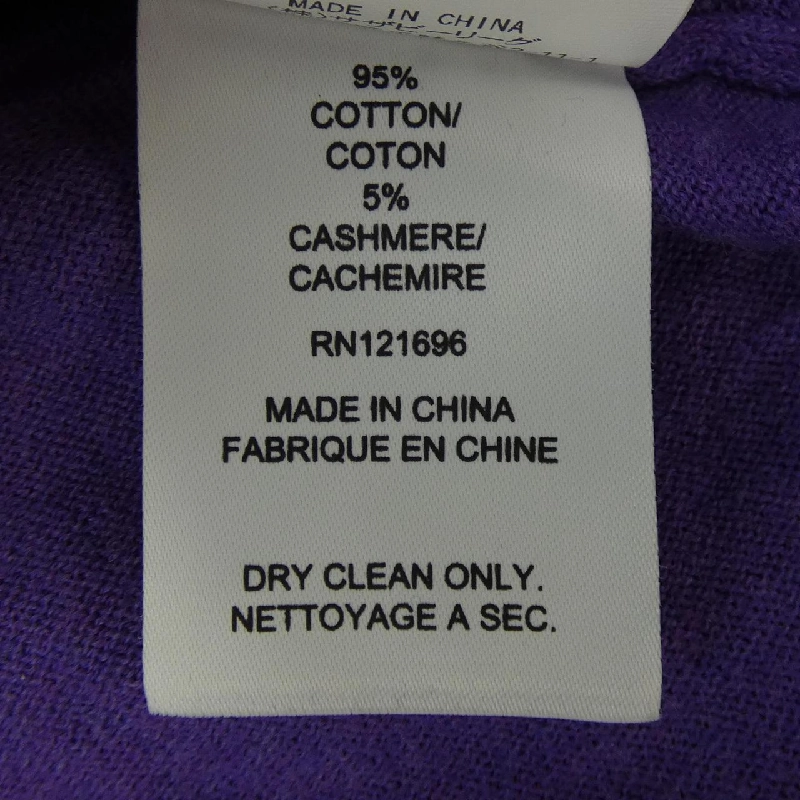 MADE IN CHINA
95%
COTTON/
COTON
5%
CASHMERE/
CACHEMIRE
RN121696
MADE IN CHINA
FABRIQUE EN CHINE
DRY CLEAN ONLY.
NETTOYAGE A SEC.